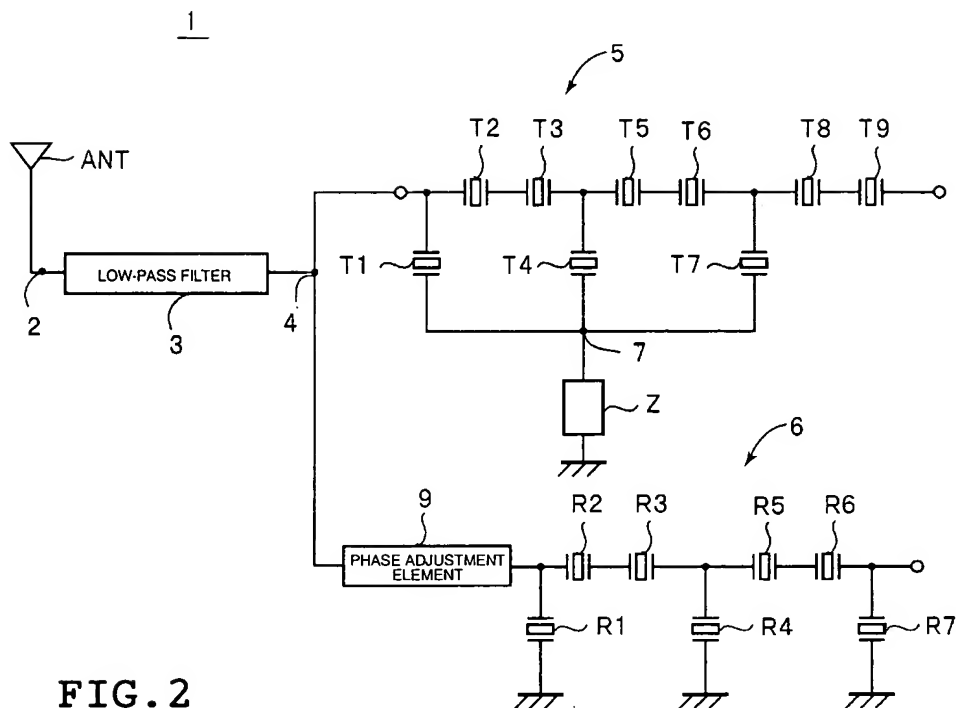 1
5
T2 T3 T5 T6 T8 T9
ANT
LOW-PASS FILTER
T1 T4 T7
2 3 4
7
Z
6
9
R2 R3 R5 R6
PHASE ADJUSTMENT
ELEMENT
R1 R4 R7
FIG.2